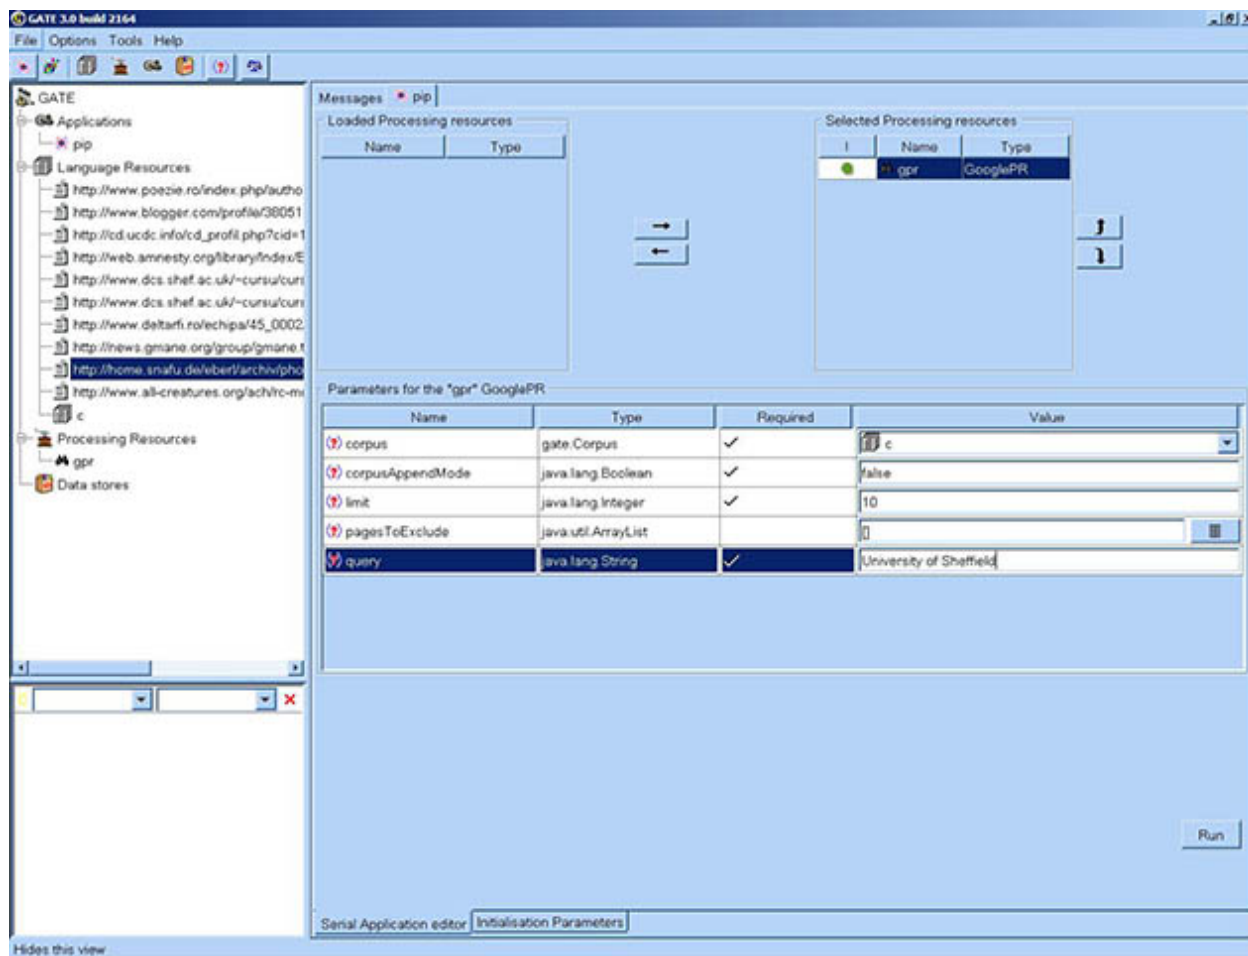 GATE 3.0 build 2164
File Options Tools Help
GATE
Applications
pip
Language Resources
http://www.poezie.ro/index.php/autho
http://www.blogger.com/profile/38051
http://cd.ucdc.info/cd_profil.php?cid=1
http://web.amnesty.org/library/Index/E
http://www.dcs.shef.ac.uk/~cursu/curs
http://www.dcs.shef.ac.uk/~cursu/curs
http://www.deltarfi.ro/echipa/45_0002.
http://news.gmane.org/group/gmane.t
http://home.snafu.de/eberl/archiv/pho
http://www.all-creatures.org/ach/rc-m
c
Processing Resources
gpr
Data stores
Messages pip
Loaded Processing resources
Name Type
Selected Processing resources
! Name Type
gpr GooglePR
Parameters for the "gpr" GooglePR
Name Type Required Value
(?) corpus gate.Corpus ✓ c
(?) corpusAppendMode java.lang.Boolean ✓ false
(?) limit java.lang.Integer ✓ 10
(?) pagesToExclude java.util.ArrayList []
(?) query java.lang.String ✓ University of Sheffield
Run
Serial Application editor Initialisation Parameters
Hides this view